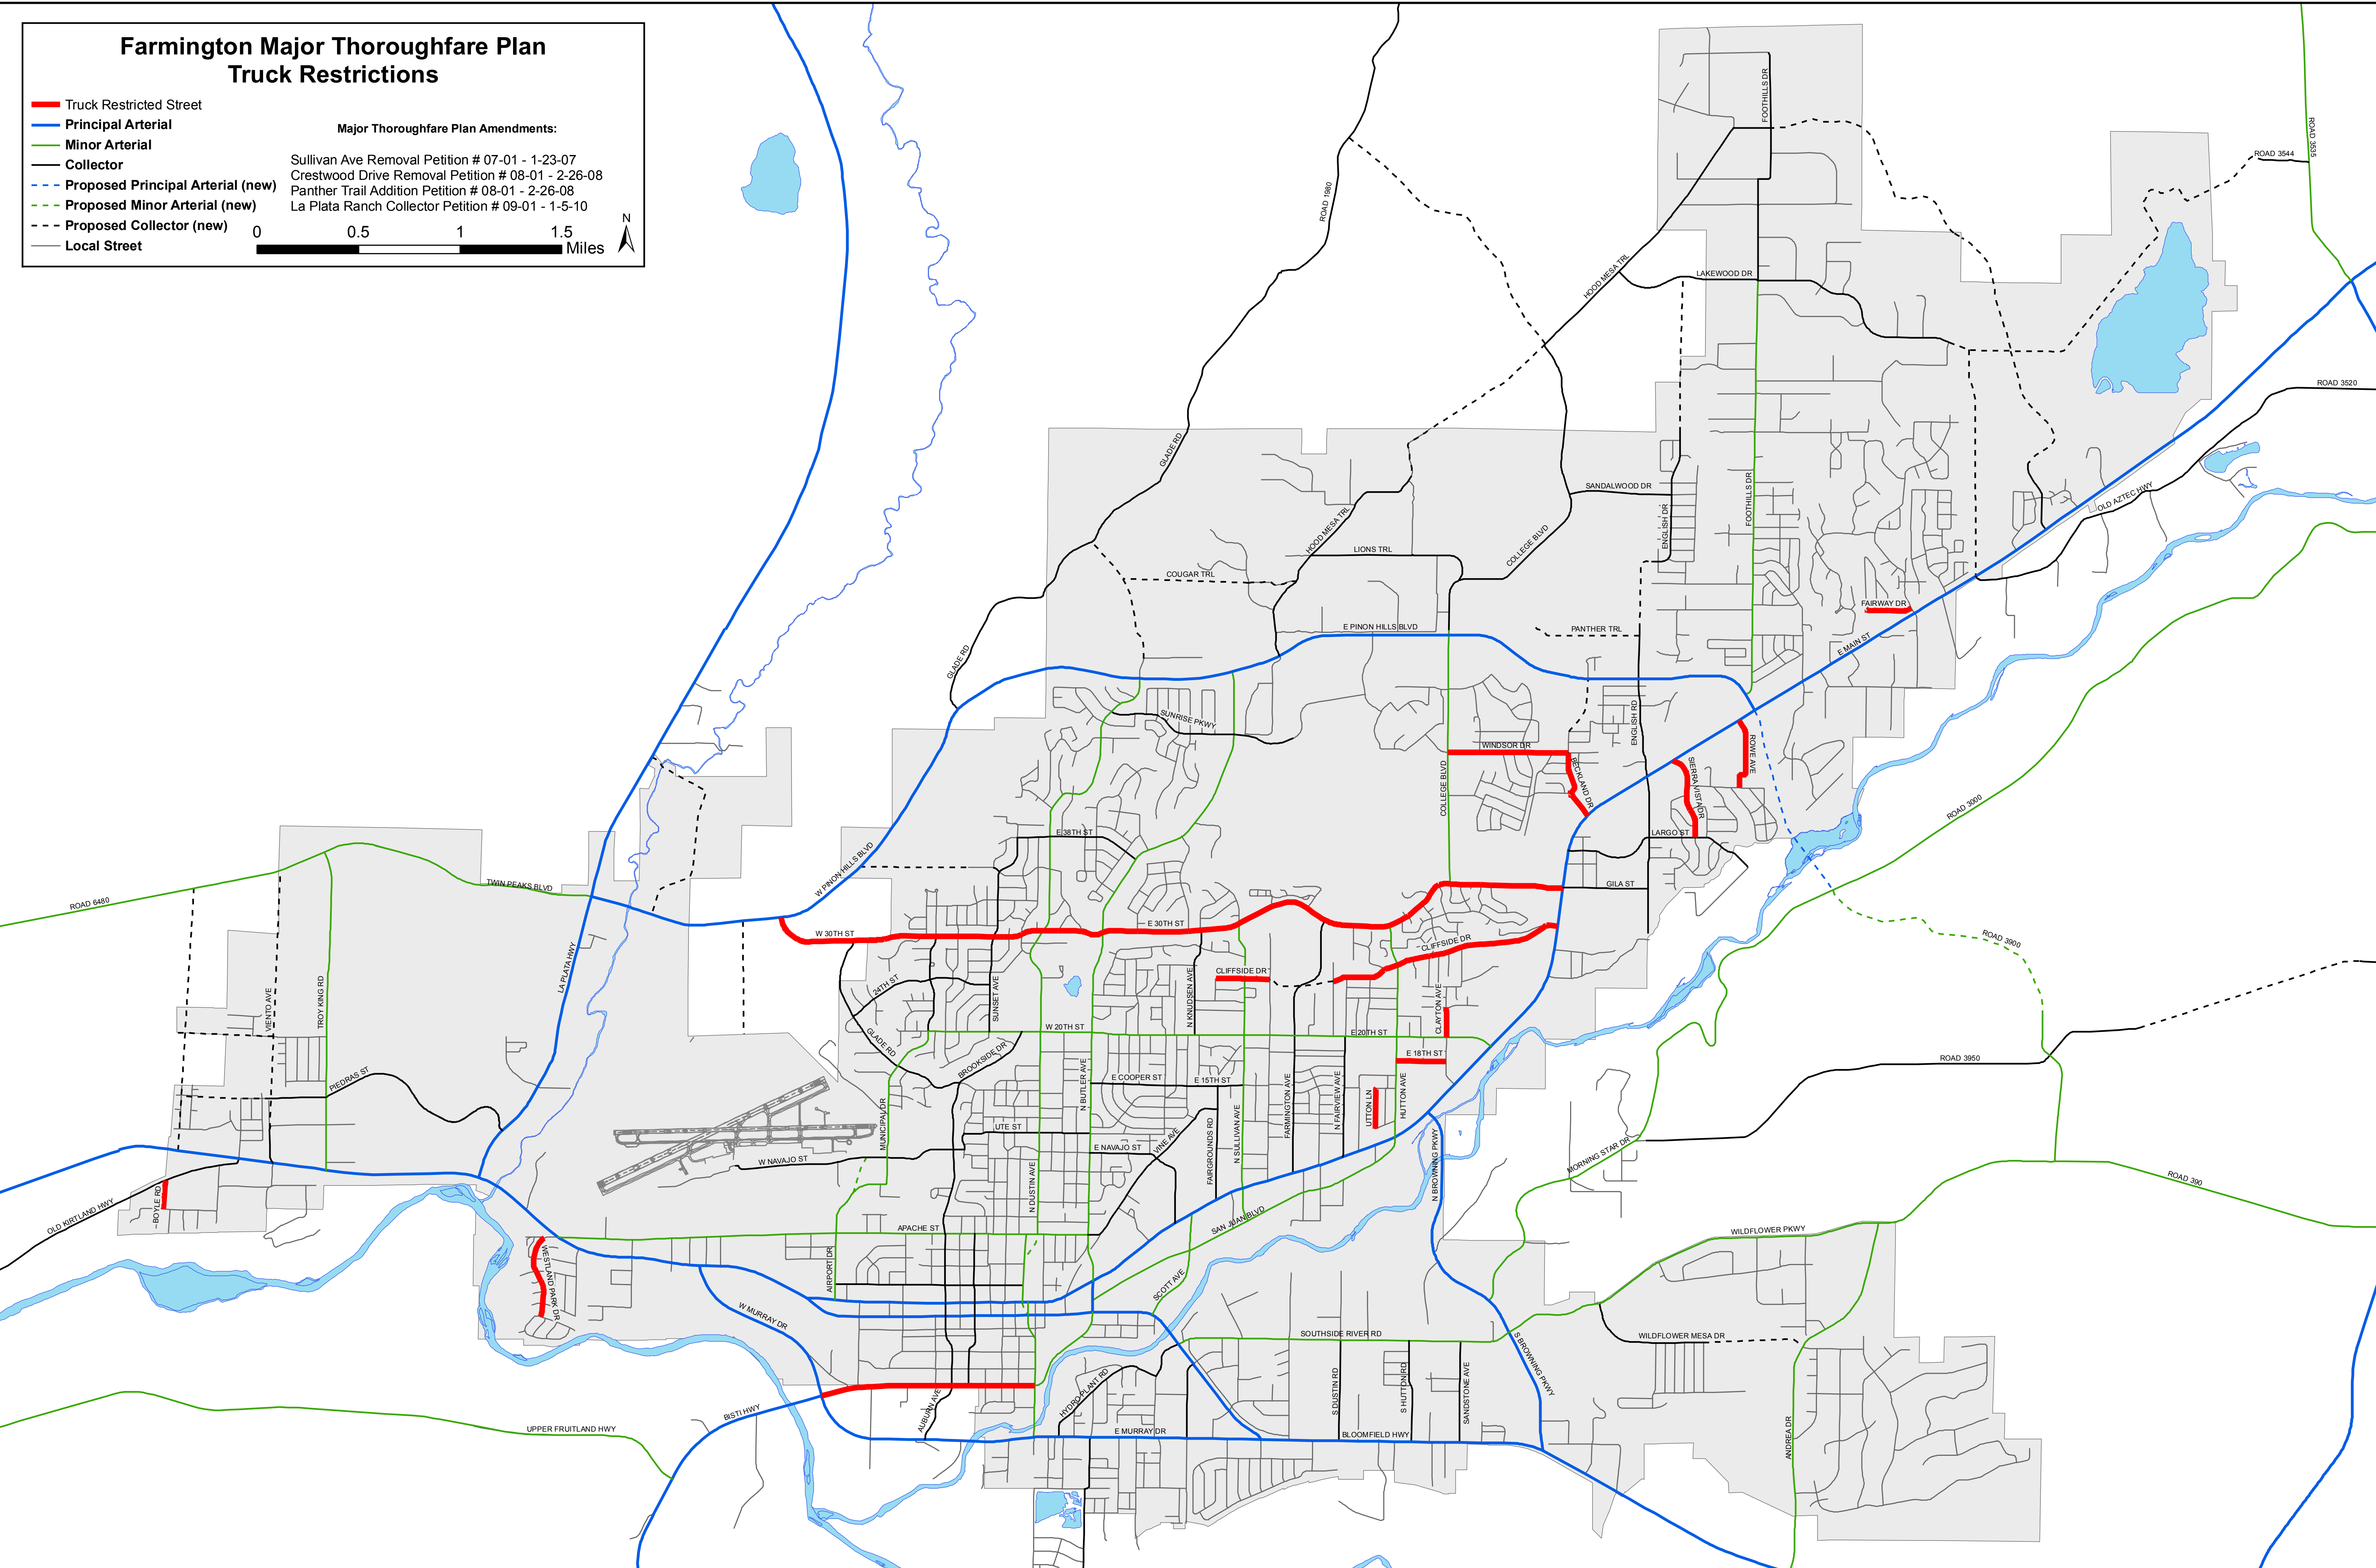 Farmington Major Thoroughfare Plan
Truck Restrictions
Truck Restricted Street
Principal Arterial
Minor Arterial
Collector
Proposed Principal Arterial (new)
Proposed Minor Arterial (new)
Proposed Collector (new)
Local Street
Major Thoroughfare Plan Amendments:
Sullivan Ave Removal Petition # 07-01 - 1-23-07
Crestwood Drive Removal Petition # 08-01 - 2-26-08
Panther Trail Addition Petition # 08-01 - 2-26-08
La Plata Ranch Collector Petition # 09-01 - 1-5-10
0 0.5 1 1.5
Miles
N
FOOTHILLS DR
ROAD 3535
ROAD 3544
ROAD 1980
HOOD MESA TRL
LAKEWOOD DR
ROAD 3520
GLADE RD
SANDALWOOD DR
OLD AZTEC HWY
FOOTHILLS DR
ENGLISH DR
HOOD MESA TRL
COLLEGE BLVD
LIONS TRL
COUGAR TRL
FAIRWAY DR
E PINON HILLS BLVD
PANTHER TRL
E MAIN ST
GLADE RD
SUNRISE PKWY
ENGLISH RD
WINDSOR DR
ROWE AVE
BECKLAND DR
SIERRA VISTA DR
COLLEGE BLVD
ROAD 3000
E 38TH ST
LARGO ST
W PINON HILLS BLVD
TWIN PEAKS BLVD
GILA ST
ROAD 6480
E 30TH ST
W 30TH ST
ROAD 3900
CLIFFSIDE DR
LA PLATA HWY
CLIFFSIDE DR
24TH ST
SUNSET AVE
N KNUDSEN AVE
TROY KING RD
VIENTO AVE
CLAYTON AVE
W 20TH ST
E 20TH ST
GLADE RD
BROOKSIDE DR
E 18TH ST
ROAD 3950
PIEDRAS ST
N BUTLER AVE
E COOPER ST
E 15TH ST
FARMINGTON AVE
N FAIRVIEW AVE
UTTON LN
HUTTON AVE
MUNICIPAL DR
UTE ST
N SULLIVAN AVE
FAIRGROUNDS RD
VINE AVE
E NAVAJO ST
W NAVAJO ST
N BROWNING PKWY
MORNING STAR DR
ROAD 390
N DUSTIN AVE
BOYLE RD
OLD KIRTLAND HWY
SAN JUAN BLVD
APACHE ST
WILDFLOWER PKWY
WESTLAND PARK DR
AIRPORT DR
SCOTT AVE
W MURRAY DR
SOUTHSIDE RIVER RD
WILDFLOWER MESA DR
S BROWNING PKWY
HYDRO PLANT RD
S DUSTIN RD
S HUTTON RD
SANDSTONE AVE
BISTI HWY
AUBURN AVE
UPPER FRUITLAND HWY
E MURRAY DR
BLOOMFIELD HWY
ANDREA DR